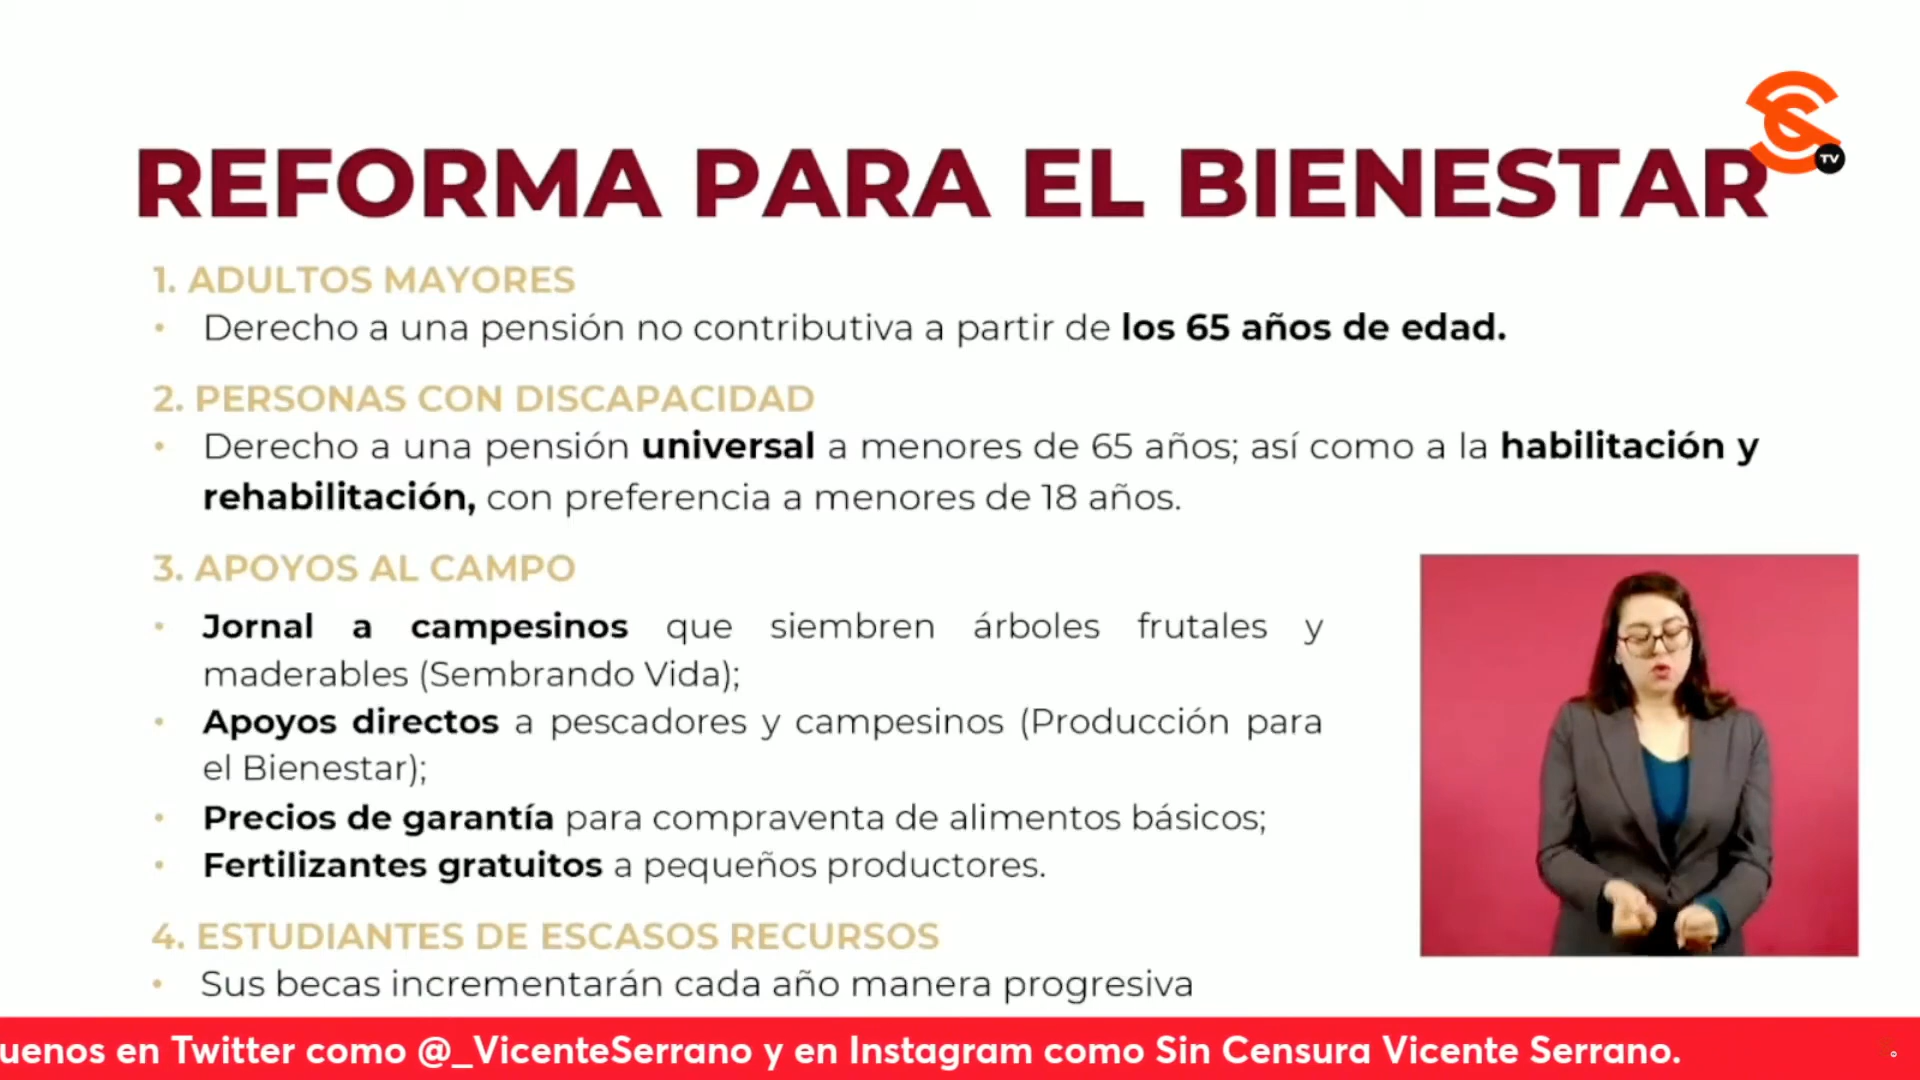 TV
REFORMA PARA EL BIENESTAR
1. ADULTOS MAYORES
• Derecho a una pensión no contributiva a partir de los 65 años de edad.
2. PERSONAS CON DISCAPACIDAD
• Derecho a una pensión universal a menores de 65 años; así como a la habilitación y
rehabilitación, con preferencia a menores de 18 años.
3. APOYOS AL CAMPO
• Jornal a campesinos que siembren árboles frutales y
maderables (Sembrando Vida);
• Apoyos directos a pescadores y campesinos (Producción para
el Bienestar);
• Precios de garantía para compraventa de alimentos básicos;
• Fertilizantes gratuitos a pequeños productores.
4. ESTUDIANTES DE ESCASOS RECURSOS
• Sus becas incrementarán cada año manera progresiva
uenos en Twitter como @_VicenteSerrano y en Instagram como Sin Censura Vicente Serrano.